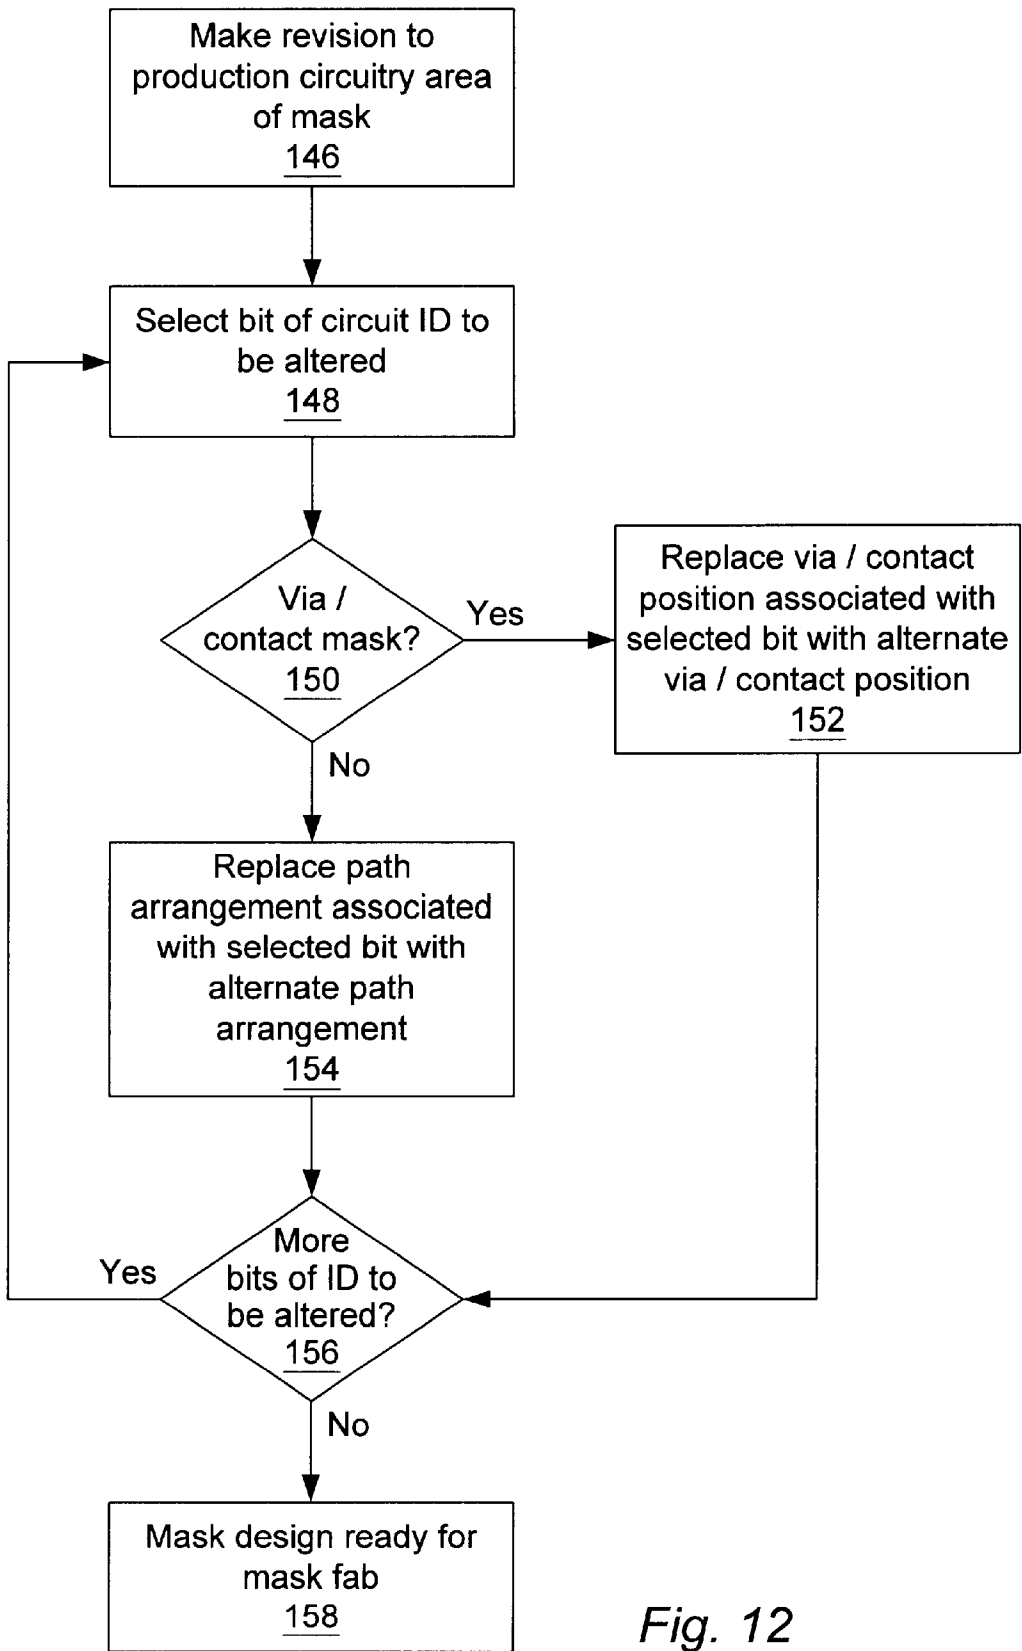 Make revision to
production circuitry area
of mask
146
Select bit of circuit ID to
be altered
148
Via /
contact mask?
150
Yes
Replace via / contact
position associated with
selected bit with alternate
via / contact position
152
No
Replace path
arrangement associated
with selected bit with
alternate path
arrangement
154
More
bits of ID to
be altered?
156
Yes
No
Mask design ready for
mask fab
158
Fig. 12